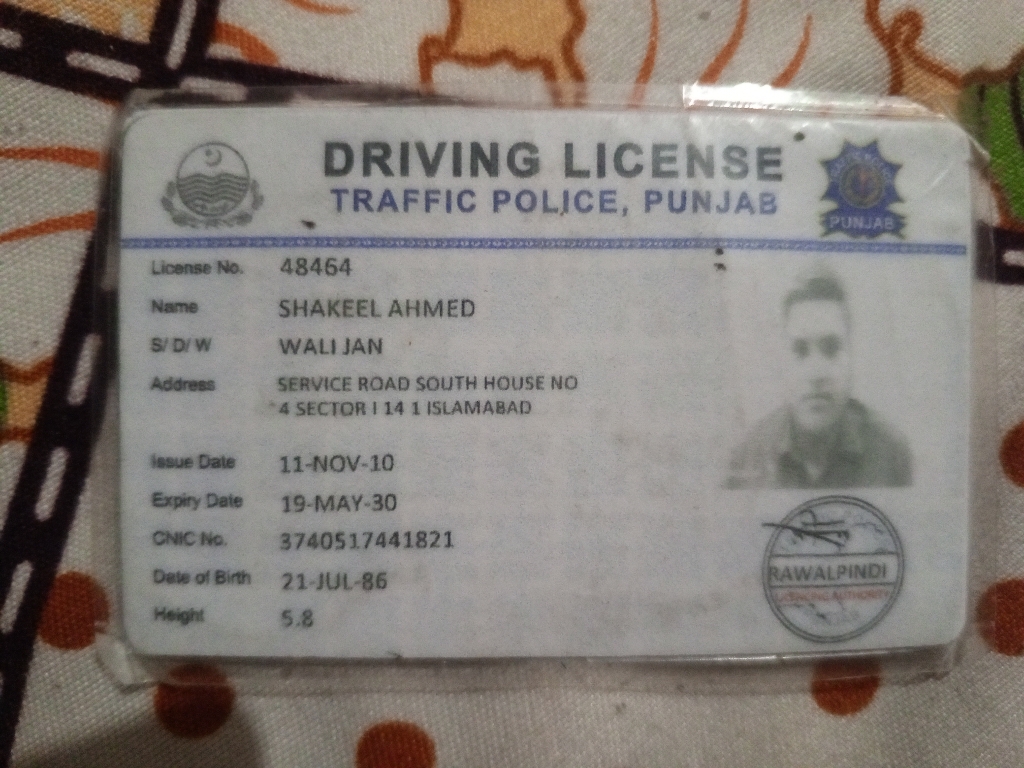 DRIVING LICENSE
TRAFFIC POLICE, PUNJAB
PUNJAB
License No. 48464
Name SHAKEEL AHMED
S/ D/ W WALI JAN
Address SERVICE ROAD SOUTH HOUSE NO
4 SECTOR I 14 1 ISLAMABAD
Issue Date 11-NOV-10
Expiry Date 19-MAY-30
CNIC No. 3740517441821
Date of Birth 21-JUL-86
Height 5.8
RAWALPINDI
LICENCING AUTHORITY